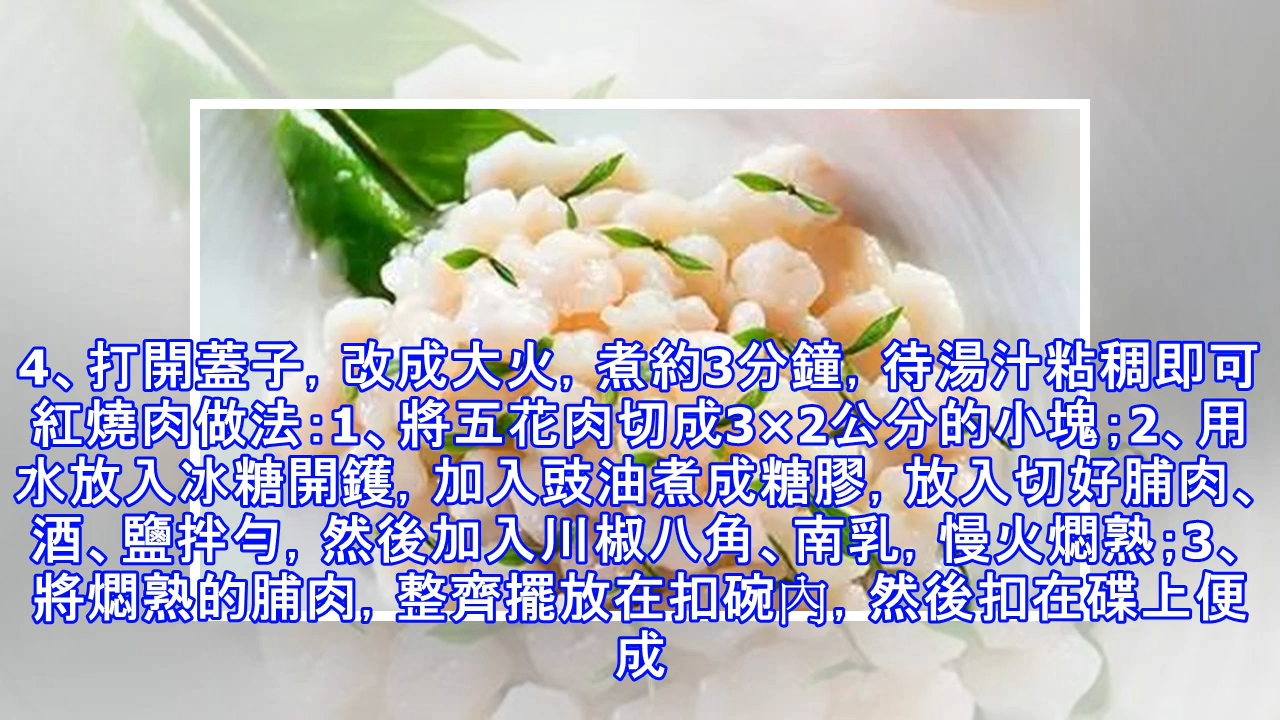 4、打開蓋子，改成大火，煮約3分鐘，待湯汁粘稠即可
紅燒肉做法：1、將五花肉切成3×2公分的小塊；2、用
水放入冰糖開鑊，加入豉油煮成糖膠，放入切好脯肉、
酒、鹽拌勻，然後加入川椒八角、南乳，慢火燜熟；3、
將燜熟的脯肉，整齊擺放在扣碗內，然後扣在碟上便
成